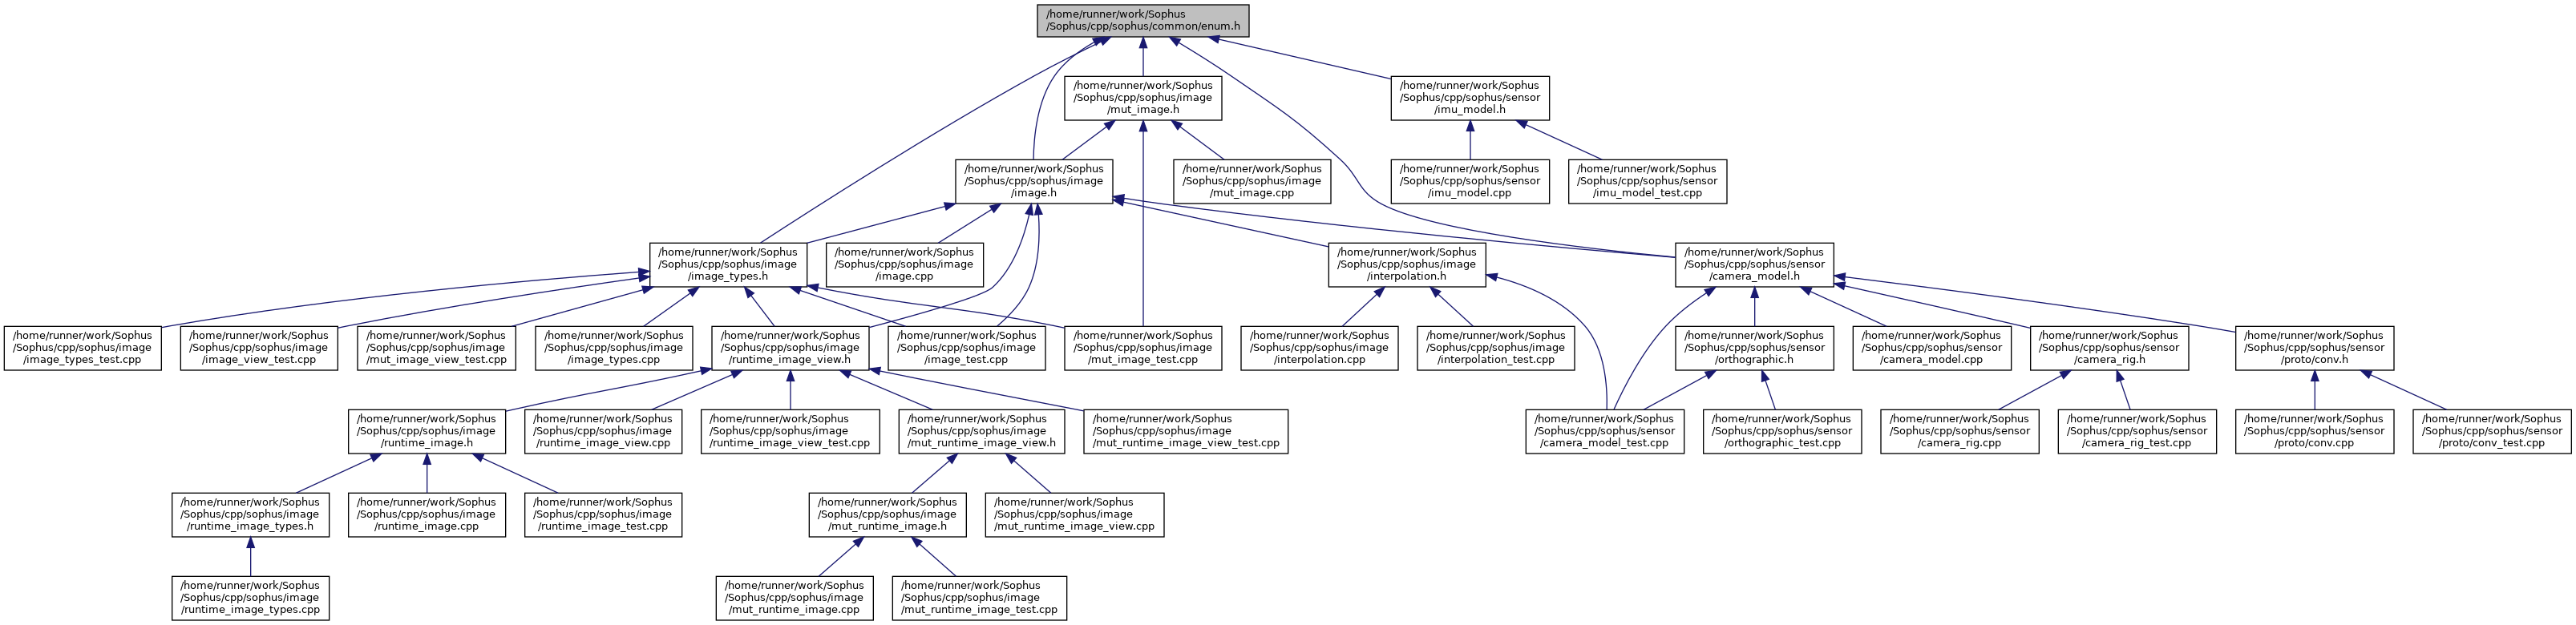 /home/runner/work/Sophus
/Sophus/cpp/sophus/common/enum.h
/home/runner/work/Sophus
/Sophus/cpp/sophus/image
/mut_image.h
/home/runner/work/Sophus
/Sophus/cpp/sophus/sensor
/imu_model.h
/home/runner/work/Sophus
/Sophus/cpp/sophus/image
/image.h
/home/runner/work/Sophus
/Sophus/cpp/sophus/image
/mut_image.cpp
/home/runner/work/Sophus
/Sophus/cpp/sophus/sensor
/imu_model.cpp
/home/runner/work/Sophus
/Sophus/cpp/sophus/sensor
/imu_model_test.cpp
/home/runner/work/Sophus
/Sophus/cpp/sophus/image
/image_types.h
/home/runner/work/Sophus
/Sophus/cpp/sophus/image
/image.cpp
/home/runner/work/Sophus
/Sophus/cpp/sophus/image
/interpolation.h
/home/runner/work/Sophus
/Sophus/cpp/sophus/sensor
/camera_model.h
/home/runner/work/Sophus
/Sophus/cpp/sophus/image
/image_types_test.cpp
/home/runner/work/Sophus
/Sophus/cpp/sophus/image
/image_view_test.cpp
/home/runner/work/Sophus
/Sophus/cpp/sophus/image
/mut_image_view_test.cpp
/home/runner/work/Sophus
/Sophus/cpp/sophus/image
/image_types.cpp
/home/runner/work/Sophus
/Sophus/cpp/sophus/image
/runtime_image_view.h
/home/runner/work/Sophus
/Sophus/cpp/sophus/image
/image_test.cpp
/home/runner/work/Sophus
/Sophus/cpp/sophus/image
/mut_image_test.cpp
/home/runner/work/Sophus
/Sophus/cpp/sophus/image
/interpolation.cpp
/home/runner/work/Sophus
/Sophus/cpp/sophus/image
/interpolation_test.cpp
/home/runner/work/Sophus
/Sophus/cpp/sophus/sensor
/orthographic.h
/home/runner/work/Sophus
/Sophus/cpp/sophus/sensor
/camera_model.cpp
/home/runner/work/Sophus
/Sophus/cpp/sophus/sensor
/camera_rig.h
/home/runner/work/Sophus
/Sophus/cpp/sophus/sensor
/proto/conv.h
/home/runner/work/Sophus
/Sophus/cpp/sophus/image
/runtime_image.h
/home/runner/work/Sophus
/Sophus/cpp/sophus/image
/runtime_image_view.cpp
/home/runner/work/Sophus
/Sophus/cpp/sophus/image
/runtime_image_view_test.cpp
/home/runner/work/Sophus
/Sophus/cpp/sophus/image
/mut_runtime_image_view.h
/home/runner/work/Sophus
/Sophus/cpp/sophus/image
/mut_runtime_image_view_test.cpp
/home/runner/work/Sophus
/Sophus/cpp/sophus/sensor
/camera_model_test.cpp
/home/runner/work/Sophus
/Sophus/cpp/sophus/sensor
/orthographic_test.cpp
/home/runner/work/Sophus
/Sophus/cpp/sophus/sensor
/camera_rig.cpp
/home/runner/work/Sophus
/Sophus/cpp/sophus/sensor
/camera_rig_test.cpp
/home/runner/work/Sophus
/Sophus/cpp/sophus/sensor
/proto/conv.cpp
/home/runner/work/Sophus
/Sophus/cpp/sophus/sensor
/proto/conv_test.cpp
/home/runner/work/Sophus
/Sophus/cpp/sophus/image
/runtime_image_types.h
/home/runner/work/Sophus
/Sophus/cpp/sophus/image
/runtime_image.cpp
/home/runner/work/Sophus
/Sophus/cpp/sophus/image
/runtime_image_test.cpp
/home/runner/work/Sophus
/Sophus/cpp/sophus/image
/mut_runtime_image.h
/home/runner/work/Sophus
/Sophus/cpp/sophus/image
/mut_runtime_image_view.cpp
/home/runner/work/Sophus
/Sophus/cpp/sophus/image
/runtime_image_types.cpp
/home/runner/work/Sophus
/Sophus/cpp/sophus/image
/mut_runtime_image.cpp
/home/runner/work/Sophus
/Sophus/cpp/sophus/image
/mut_runtime_image_test.cpp